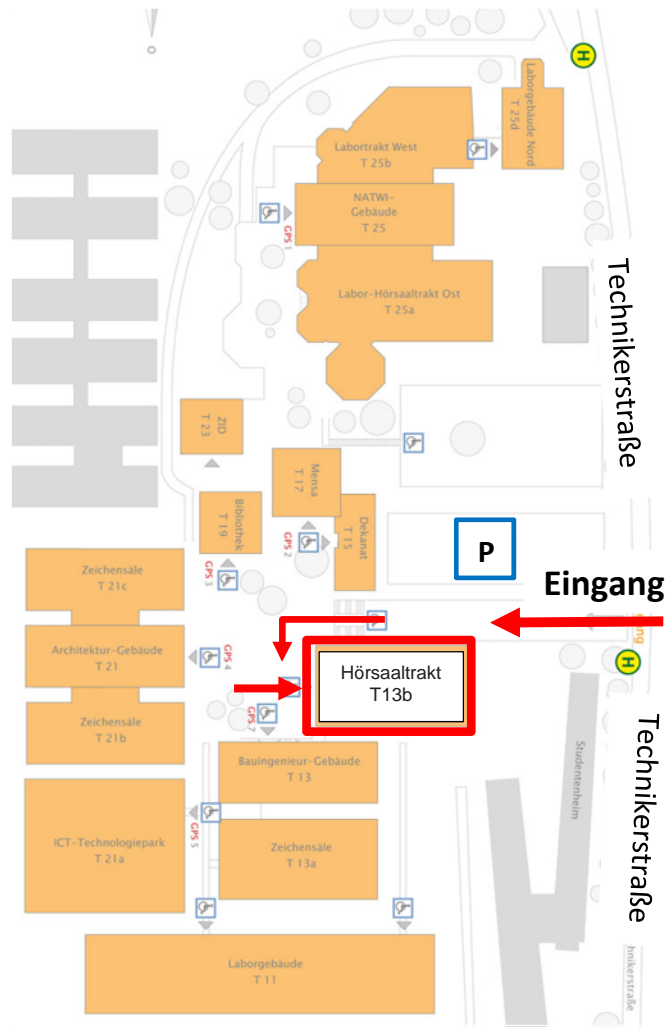 H
Laborgebäude Nord
T 25d
Labortrakt West
T 25b
NATWI-
Gebäude
T 25
GPS 1
Labor-Hörsaaltrakt Ost
T 25a
Technikerstraße
ZID
T 23
Mensa
T 17
Bibliothek
T 19
Dekanat
T 15
P
GPS 2
GPS 3
Zeichensäle
T 21c
Eingang
gang
Architektur-Gebäude
T 21
GPS 4
Hörsaaltrakt
T13b
H
Zeichensäle
T 21b
GPS 7
Bauingenieur-Gebäude
T 13
Studentenheim
Technikerstraße
ICT-Technologiepark
T 21a
GPS 5
Zeichensäle
T 13a
Laborgebäude
T 11
hnikerstraße